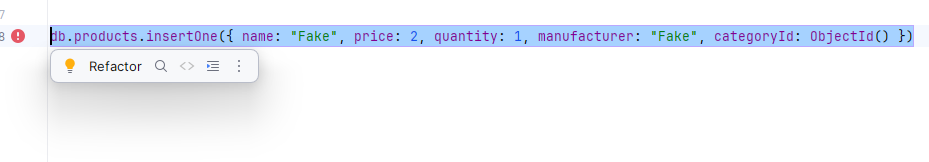 7
8
db.products.insertOne({ name: "Fake", price: 2, quantity: 1, manufacturer: "Fake", categoryId: ObjectId() })
Refactor